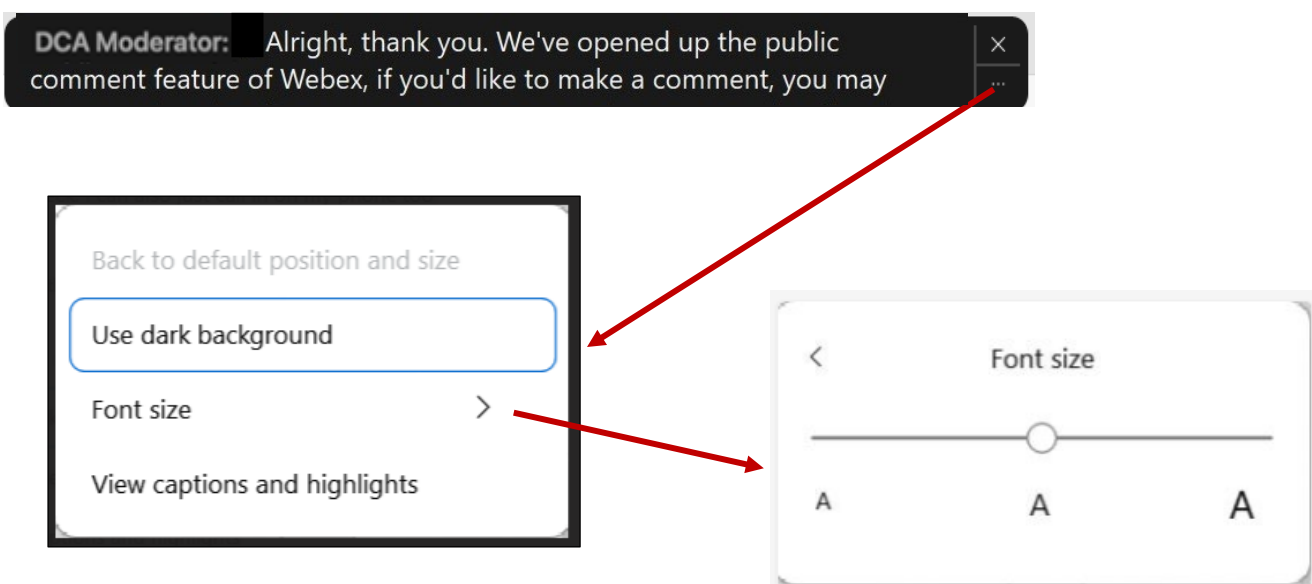 DCA Moderator: Alright, thank you. We've opened up the public
comment feature of Webex, if you'd like to make a comment, you may
Back to default position and size
Use dark background
Font size
View captions and highlights
Font size
A A A